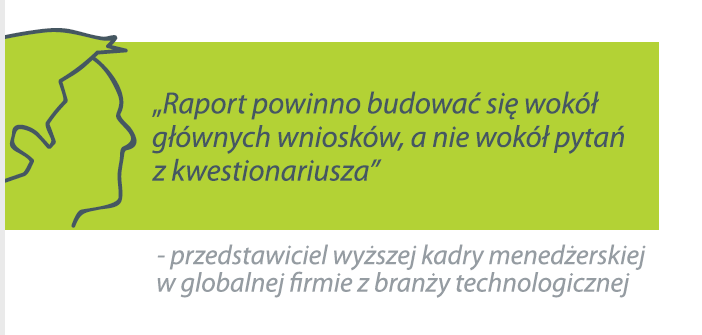 „Raport powinno budować się wokół
głównych wniosków, a nie wokół pytań
z kwestionariusza”
- przedstawiciel wyższej kadry menedżerskiej
w globalnej firmie z branży technologicznej